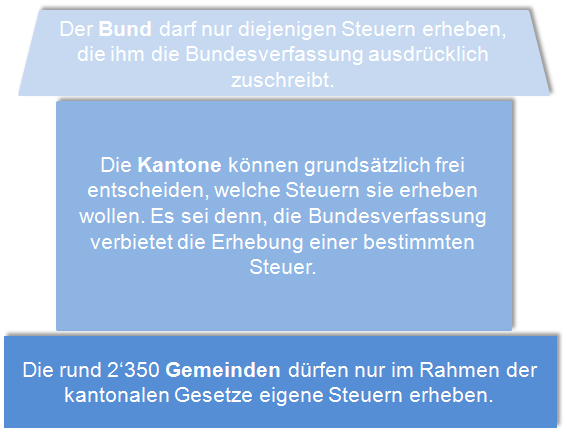 Der Bund darf nur diejenigen Steuern erheben,
die ihm die Bundesverfassung ausdrücklich
zuschreibt.
Die Kantone können grundsätzlich frei
entscheiden, welche Steuern sie erheben
wollen. Es sei denn, die Bundesverfassung
verbietet die Erhebung einer bestimmten
Steuer.
Die rund 2‘350 Gemeinden dürfen nur im Rahmen der
kantonalen Gesetze eigene Steuern erheben.